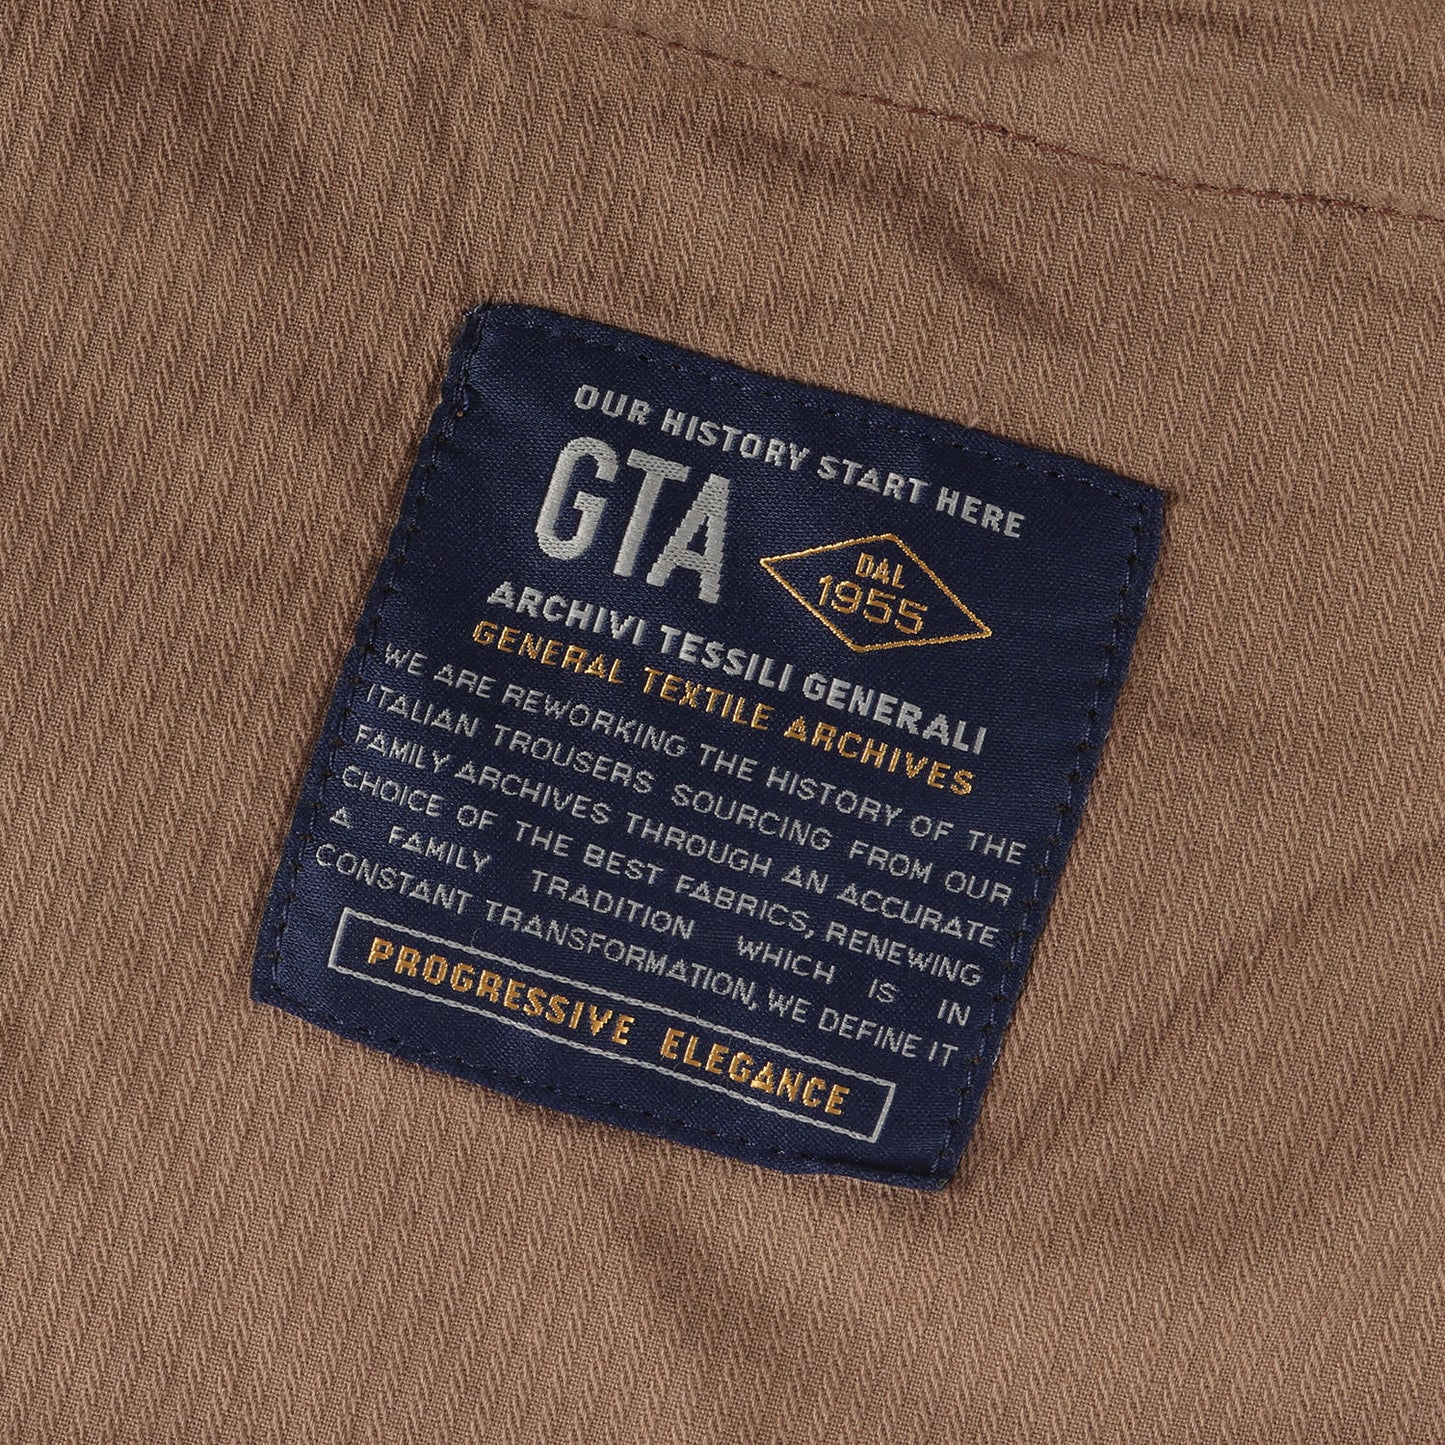 OUR HISTORY START HERE
GTA
DAL
1955
ARCHIVI TESSILI GENERALI
GENERAL TEXTILE ARCHIVES
WE ARE REWORKING THE HISTORY OF THE
ITALIAN TROUSERS SOURCING FROM OUR
FAMILY ARCHIVES THROUGH AN ACCURATE
CHOICE OF THE BEST FABRICS, RENEWING
A FAMILY TRADITION WHICH IS IN
CONSTANT TRANSFORMATION, WE DEFINE IT
PROGRESSIVE ELEGANCE